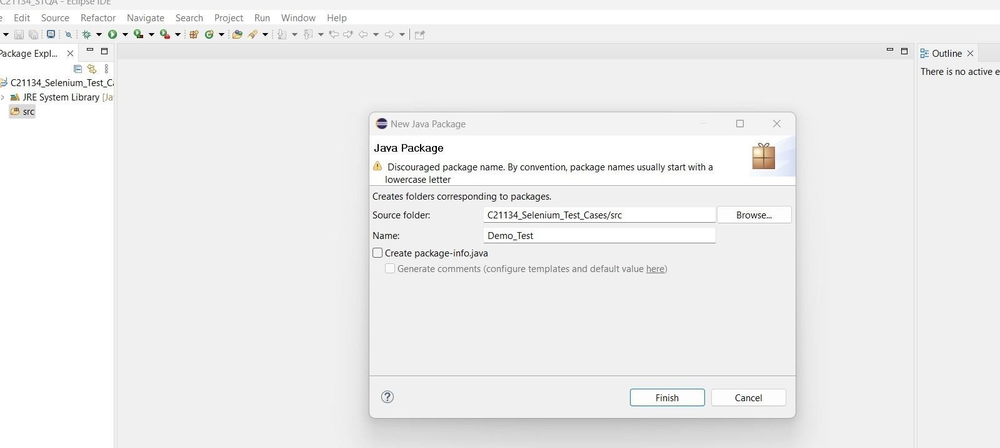 C21134_STQA - Eclipse IDE
Edit Source Refactor Navigate Search Project Run Window Help
Package Expl...
Outline
There is no active e
C21134_Selenium_Test_Ca
JRE System Library [Ja
src
New Java Package
Java Package
Discouraged package name. By convention, package names usually start with a
lowercase letter
Creates folders corresponding to packages.
Source folder: C21134_Selenium_Test_Cases/src Browse...
Name: Demo_Test
Create package-info.java
Generate comments (configure templates and default value here)
? Finish Cancel